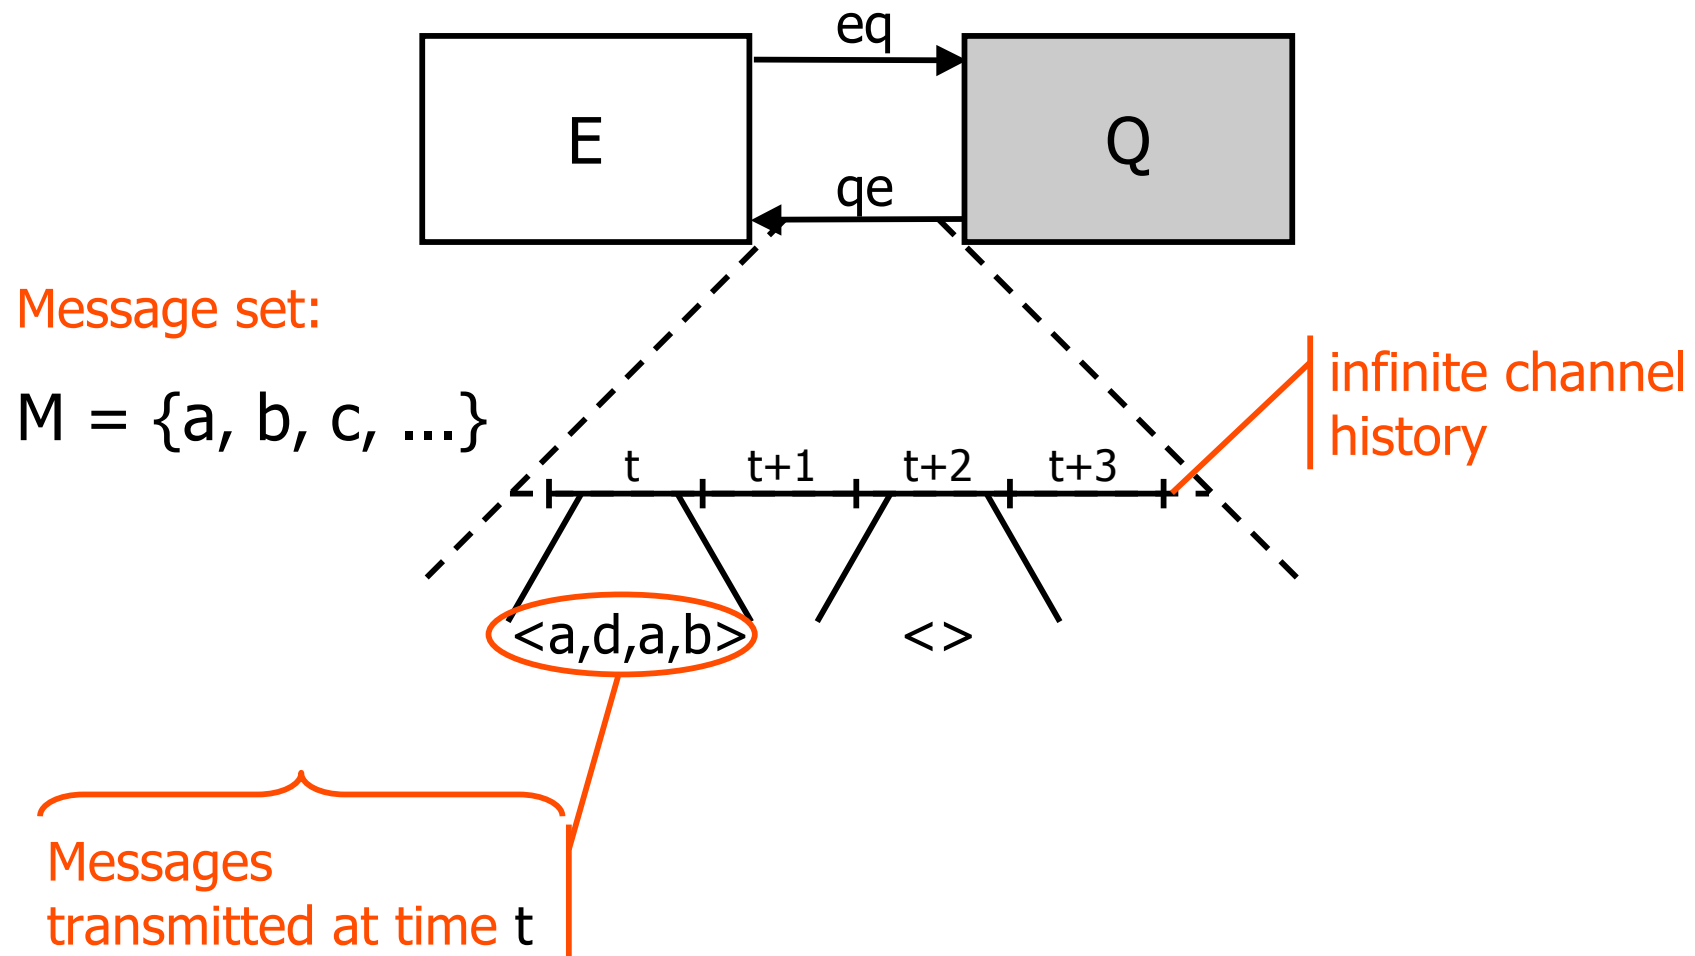 eq
E
Q
qe
Message set:
M = {a, b, c, ...}
infinite channel
history
t
t+1
t+2
t+3
<a,d,a,b>
<>
Messages
transmitted at time t